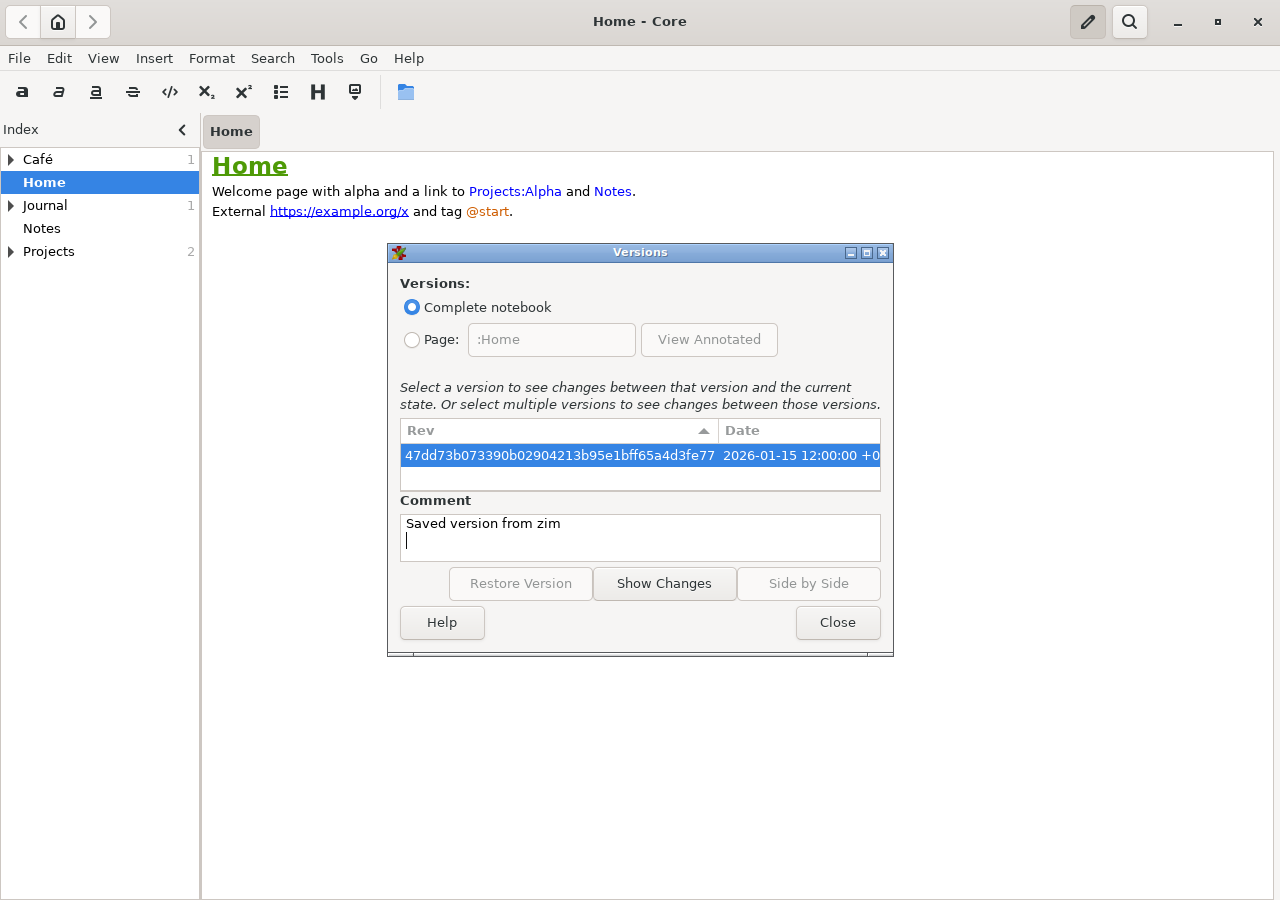 Home - Core
File Edit View Insert Format Search Tools Go Help
Index
Home
Café 1
Home
Journal 1
Notes
Projects 2
Home
Welcome page with alpha and a link to Projects:Alpha and Notes.
External https://example.org/x and tag @start.
Versions
Versions:
Complete notebook
Page: :Home View Annotated
Select a version to see changes between that version and the current
state. Or select multiple versions to see changes between those versions.
Rev Date
47dd73b073390b02904213b95e1bff65a4d3fe77 2026-01-15 12:00:00 +0
Comment
Saved version from zim
Restore Version Show Changes Side by Side
Help Close